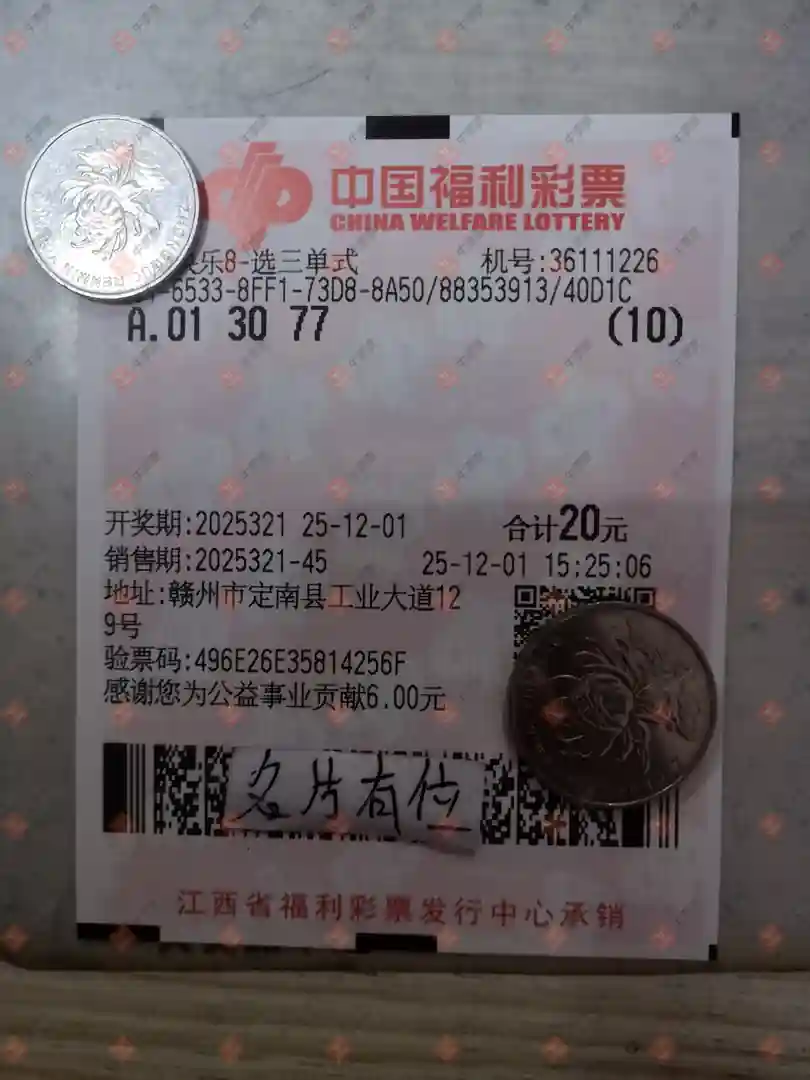 中国福利彩票
CHINA WELFARE LOTTERY
快乐8-选三单式 机号:36111226
6533-8FF1-73D8-8A50/88353913/40D1C
A.01 30 77 (10)
开奖期:2025321 25-12-01 合计20元
销售期:2025321-45 25-12-01 15:25:06
地址:赣州市定南县工业大道12
9号
验票码:496E26E35814256F
感谢您为公益事业贡献6.00元
名片有位
江西省福利彩票发行中心承销